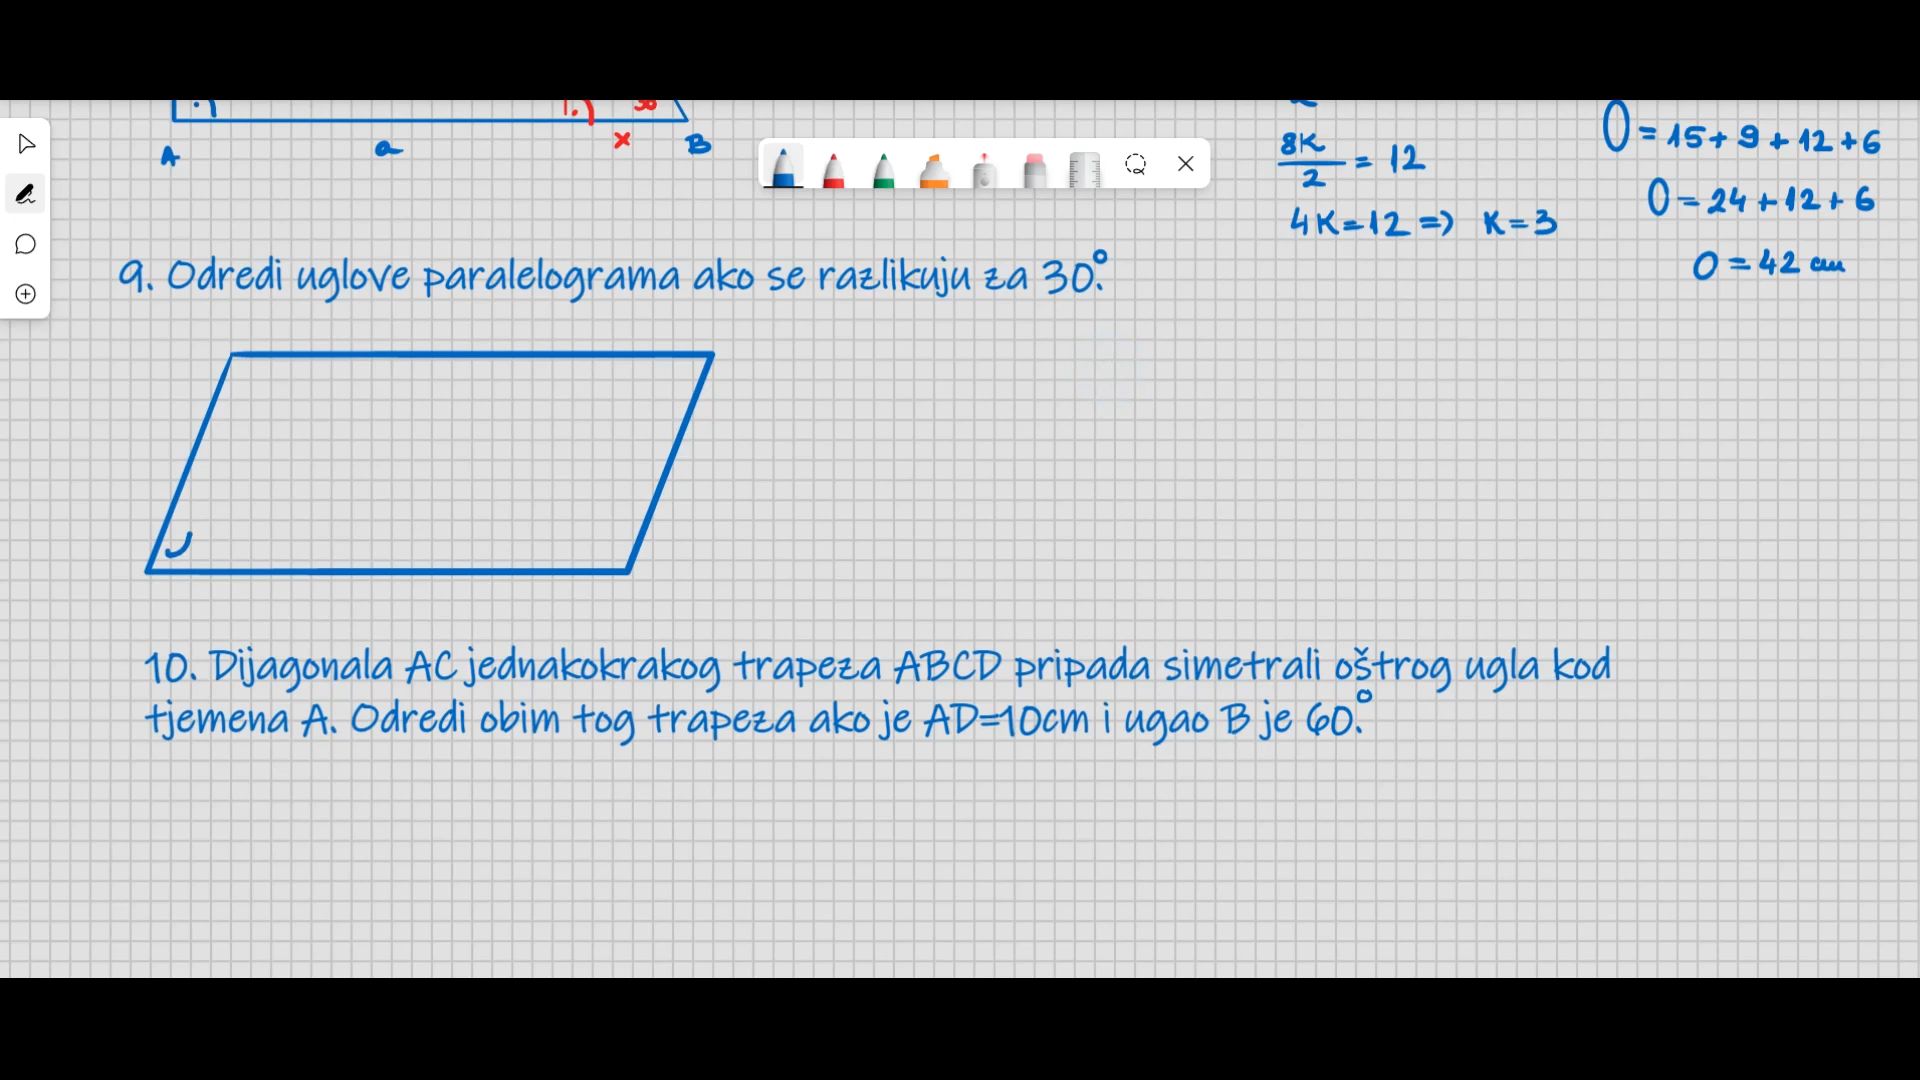 30
A a x B
8K
2 = 12
4K=12 => K=3
O = 15 + 9 + 12 + 6
O = 24 + 12 + 6
O = 42 cm
9. Odredi uglove paralelograma ako se razlikuju za 30°.
10. Dijagonala AC jednakokrakog trapeza ABCD pripada simetrali oštrog ugla kod
tjemena A. Odredi obim tog trapeza ako je AD=10cm i ugao B je 60°.